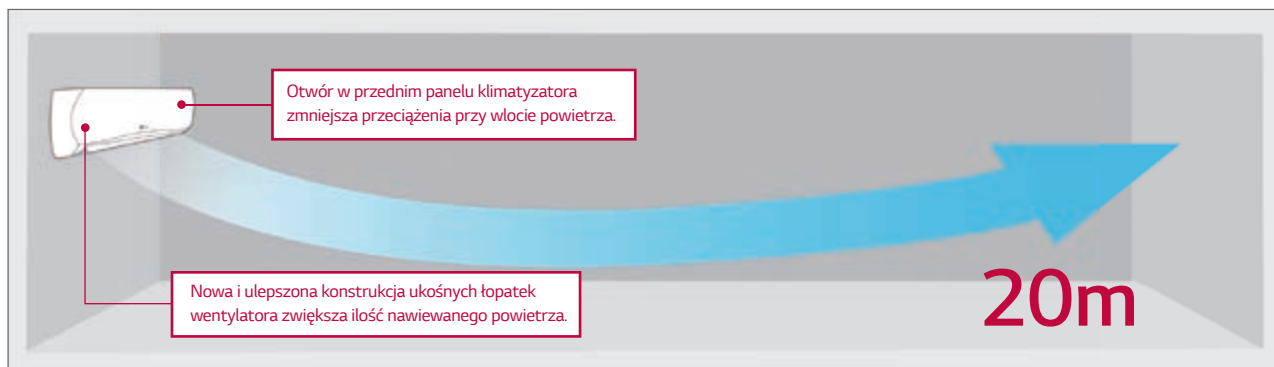 Otwór w przednim panelu klimatyzatora
zmniejsza przeciążenia przy wlocie powietrza.
Nowa i ulepszona konstrukcja ukośnych łopatek
wentylatora zwiększa ilość nawiewanego powietrza.
20m